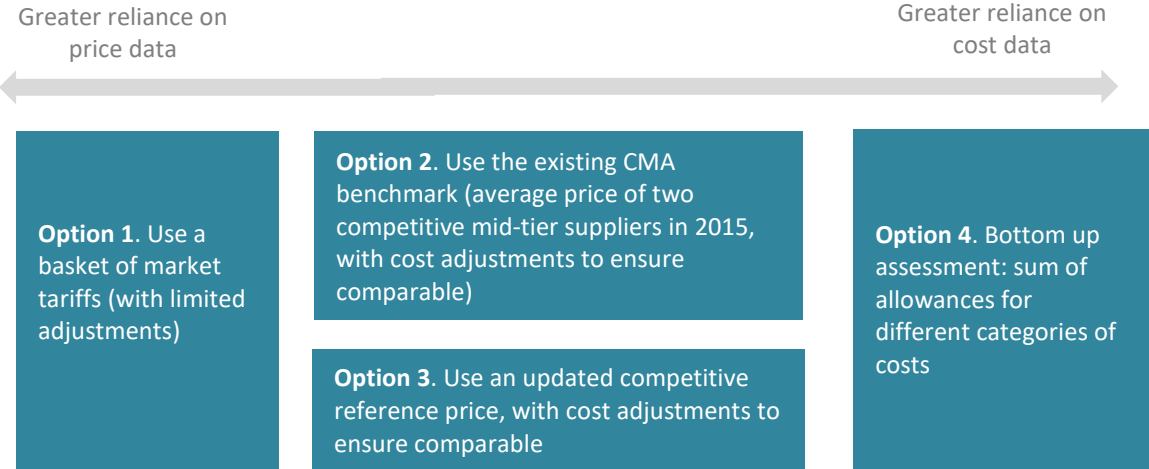 Greater reliance on
price data
Greater reliance on
cost data
Option 1. Use a
basket of market
tariffs (with limited
adjustments)
Option 2. Use the existing CMA
benchmark (average price of two
competitive mid-tier suppliers in 2015,
with cost adjustments to ensure
comparable)
Option 3. Use an updated competitive
reference price, with cost adjustments to
ensure comparable
Option 4. Bottom up
assessment: sum of
allowances for
different categories of
costs